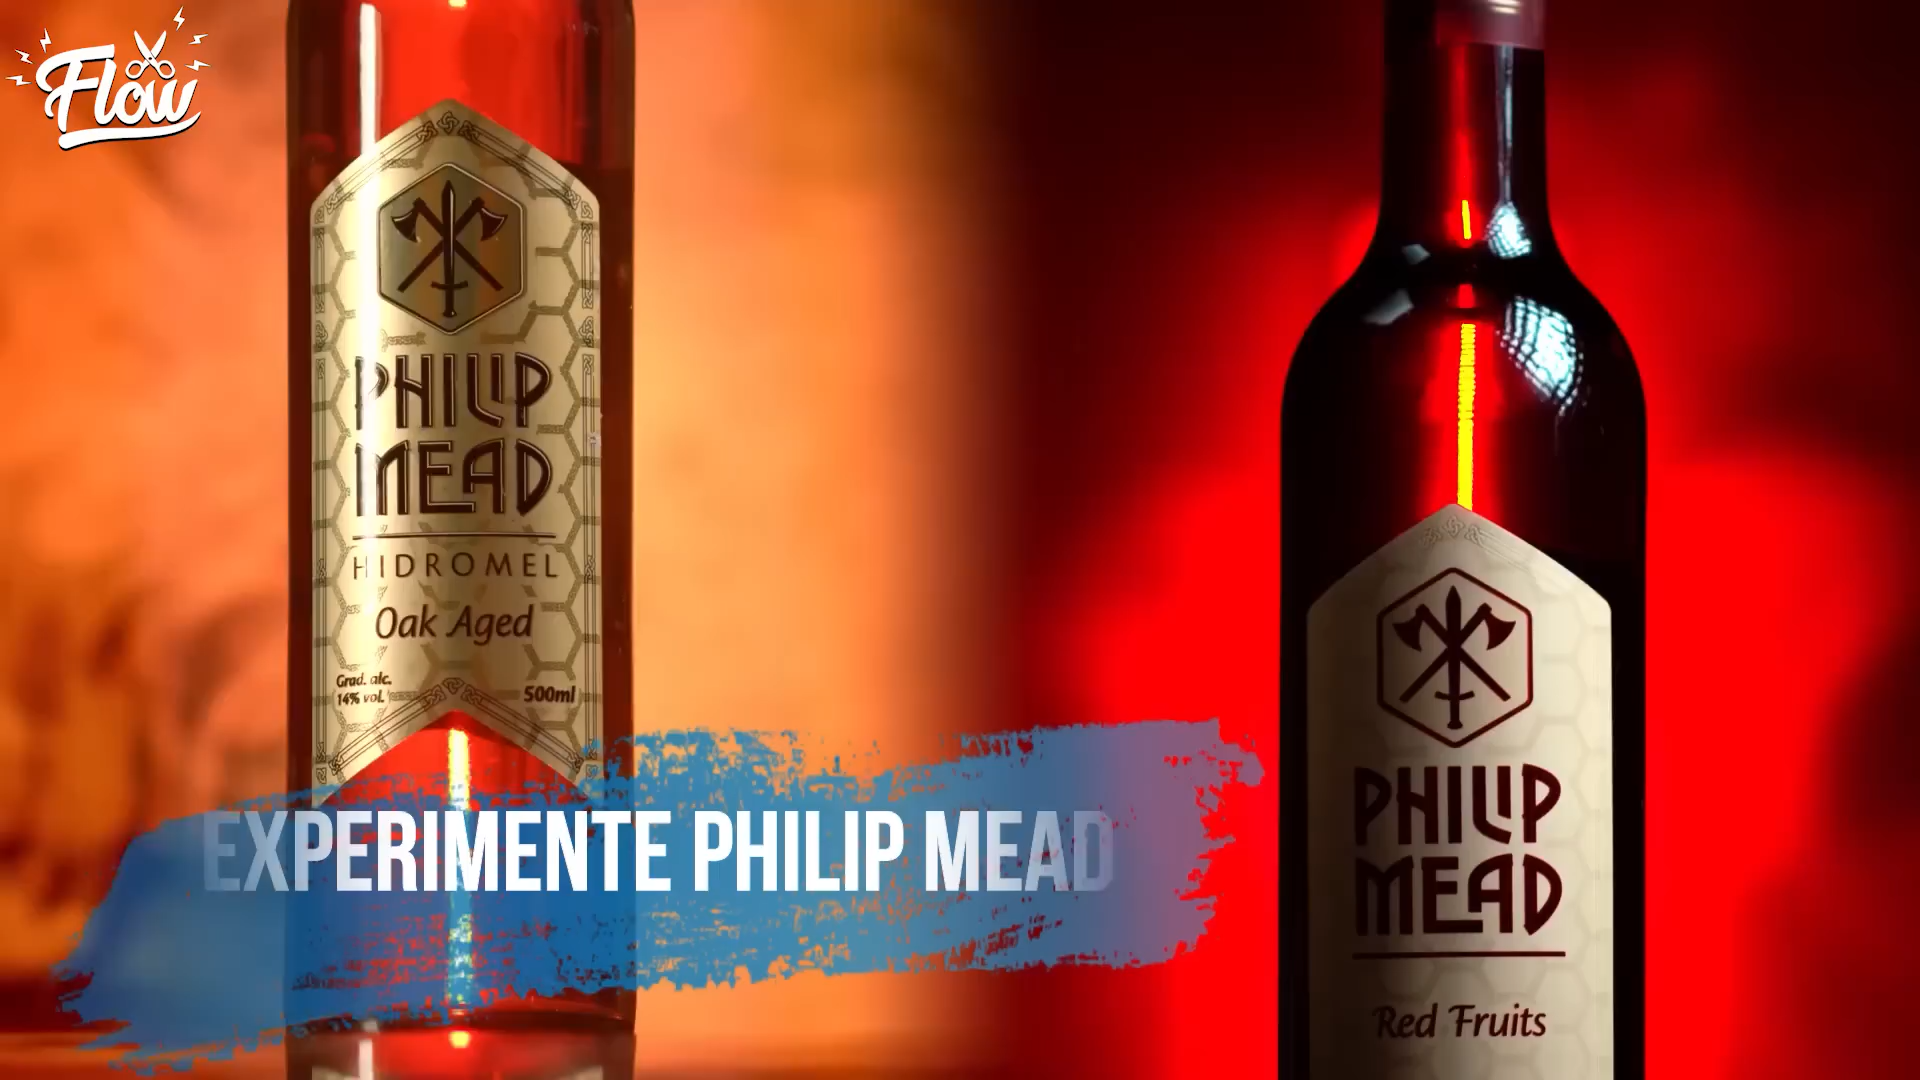 Flow
PHILIP
MEAD
HIDROMEL
Oak Aged
Grad. alc.
14% vol.
500ml
EXPERIMENTE PHILIP MEAD
PHILIP
MEAD
Red Fruits